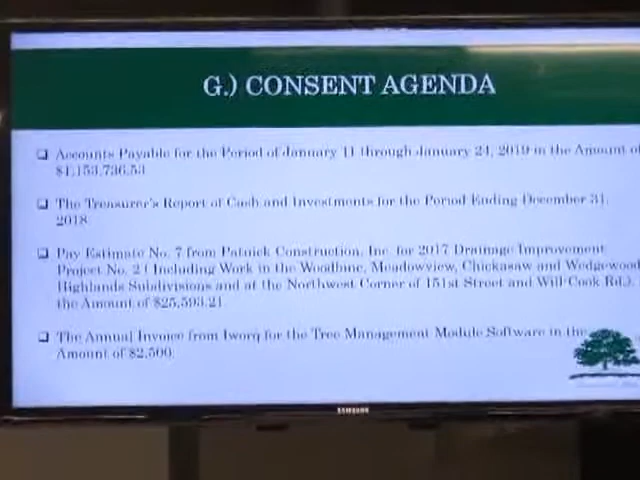 G.) CONSENT AGENDA
❑ Accounts Payable for the Period of January 11 through January 24, 2019 in the Amount of
$1,153,736.53
❑ The Treasurer's Report of Cash and Investments for the Period Ending December 31,
2018
❑ Pay Estimate No. 7 from Patnick Construction, Inc. for 2017 Drainage Improvement
Project No. 2 ( Including Work in the Woodbine, Meadowview, Chickasaw and Wedgewood
Highlands Subdivisions and at the Northwest Corner of 151st Street and Will-Cook Rd.),
the Amount of $25,593.21
❑ The Annual Invoice from Iworq for the Tree Management Module Software in the
Amount of $2,500
SAMSUNG